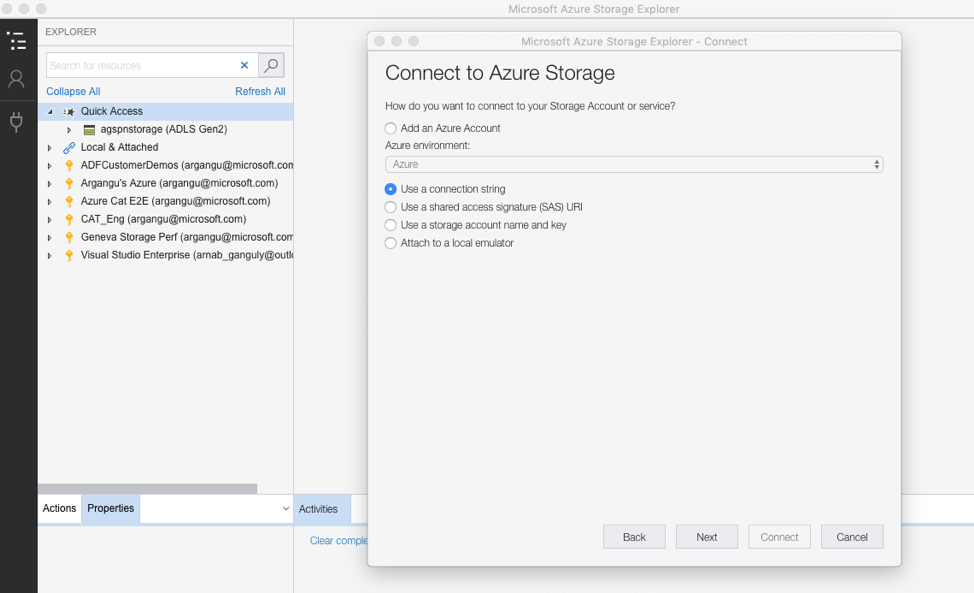 Microsoft Azure Storage Explorer
EXPLORER
Search for resources
Collapse All
Refresh All
Quick Access
agspnstorage (ADLS Gen2)
Local & Attached
ADFCustomerDemos (argangu@microsoft.com
Argangu's Azure (argangu@microsoft.com)
Azure Cat E2E (argangu@microsoft.com)
CAT_Eng (argangu@microsoft.com)
Geneva Storage Perf (argangu@microsoft.com
Visual Studio Enterprise (arnab_ganguly@outlo
Actions
Properties
Activities
Clear comple
Microsoft Azure Storage Explorer - Connect
Connect to Azure Storage
How do you want to connect to your Storage Account or service?
Add an Azure Account
Azure environment:
Azure
Use a connection string
Use a shared access signature (SAS) URI
Use a storage account name and key
Attach to a local emulator
Back
Next
Connect
Cancel